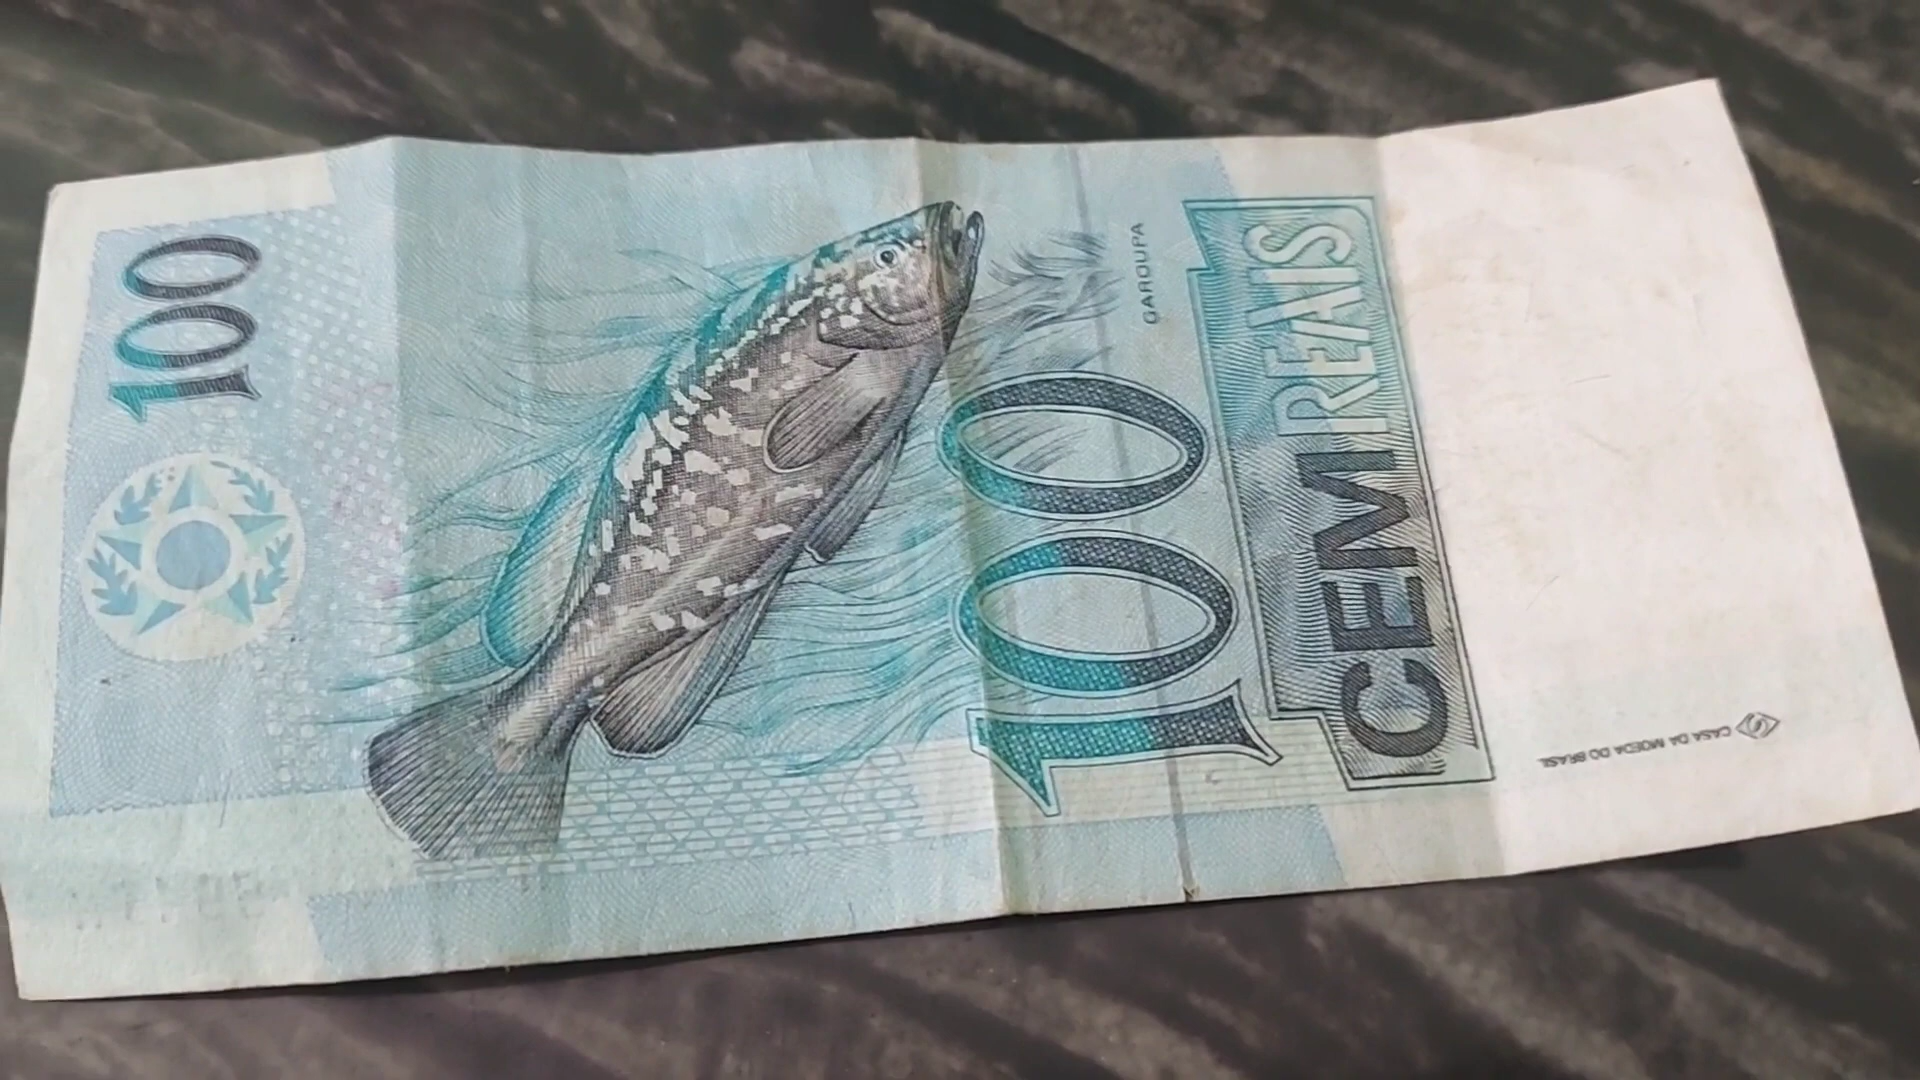 100
GAROUPA
100
CEM REAIS
CASA DA MOEDA DO BRASIL